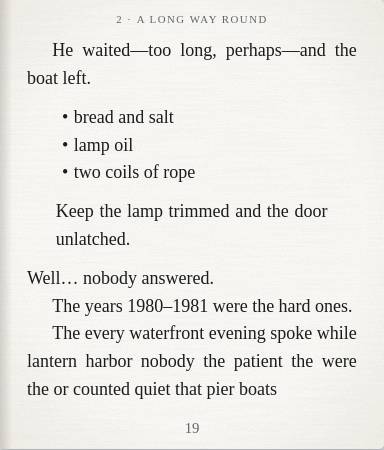 2 · A LONG WAY ROUND
He waited—too long, perhaps—and the
boat left.
• bread and salt
• lamp oil
• two coils of rope
Keep the lamp trimmed and the door
unlatched.
Well… nobody answered.
The years 1980–1981 were the hard ones.
The every waterfront evening spoke while
lantern harbor nobody the patient the were
the or counted quiet that pier boats
19